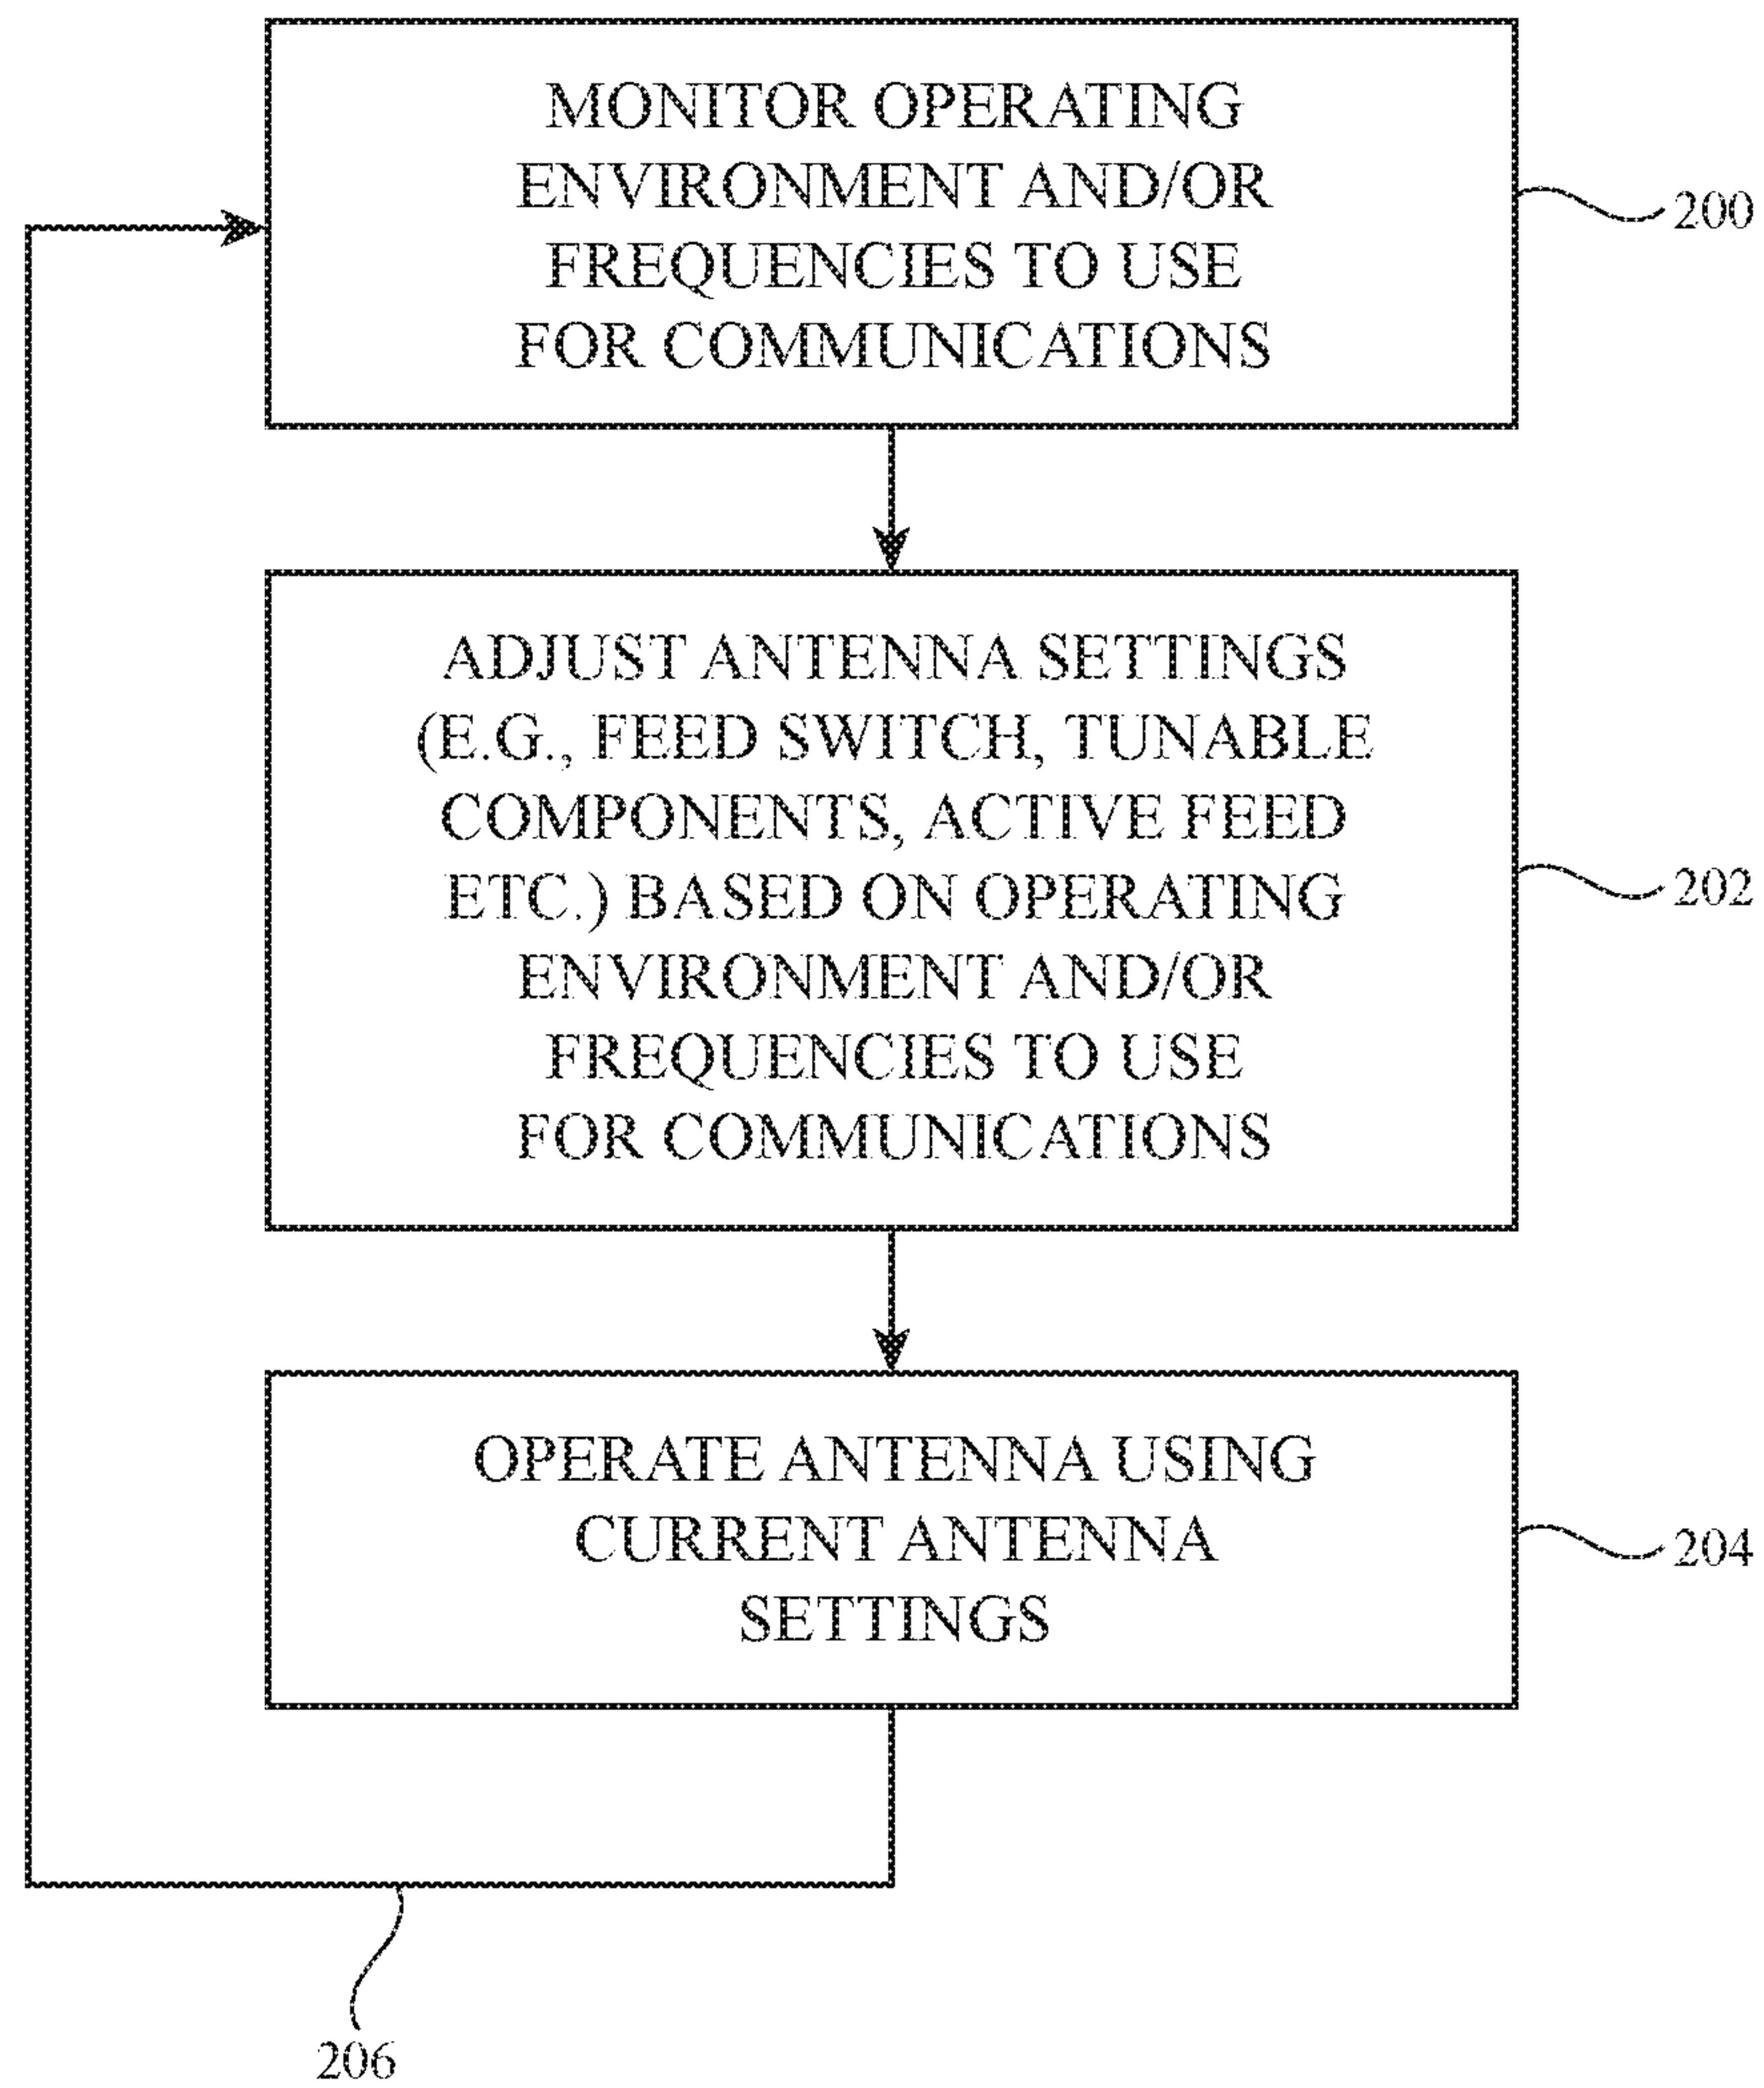 MONITOR OPERATING
ENVIRONMENT AND/OR
FREQUENCIES TO USE
FOR COMMUNICATIONS
200
ADJUST ANTENNA SETTINGS
(E.G., FEED SWITCH, TUNABLE
COMPONENTS, ACTIVE FEED
ETC.) BASED ON OPERATING
ENVIRONMENT AND/OR
FREQUENCIES TO USE
FOR COMMUNICATIONS
202
OPERATE ANTENNA USING
CURRENT ANTENNA
SETTINGS
204
206